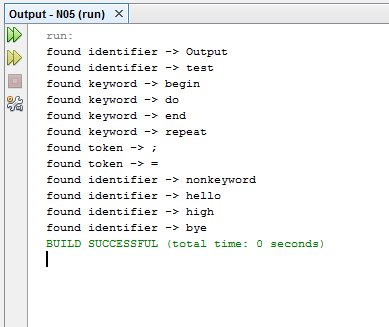 Output - N05 (run) ×
run:
found identifier -> Output
found identifier -> test
found keyword -> begin
found keyword -> do
found keyword -> end
found keyword -> repeat
found token -> ;
found token -> =
found identifier -> nonkeyword
found identifier -> hello
found identifier -> high
found identifier -> bye
BUILD SUCCESSFUL (total time: 0 seconds)